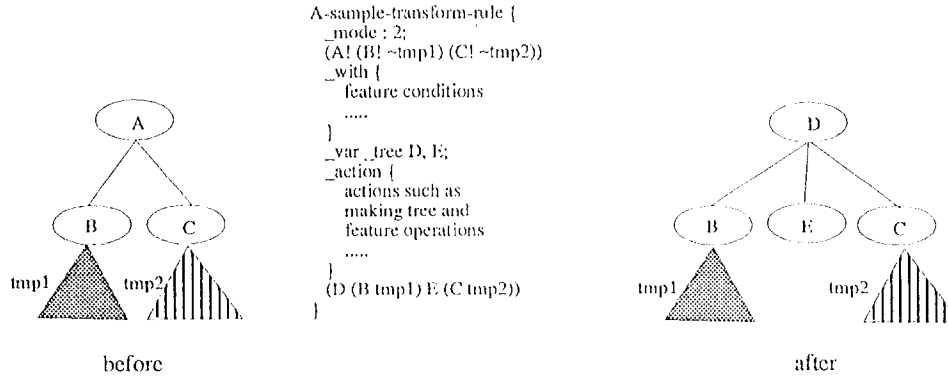 A-sample-transform-rule {
_mode : 2;
(A! (B! ~tmp1) (C! ~tmp2))
_with {
feature conditions
.....
}
_var _tree D, E;
_action {
actions such as
making tree and
feature operations
.....
}
(D (B tmp1) E (C tmp2))
}
A
B
C
tmp1
tmp2
before
D
B
E
C
tmp1
tmp2
after